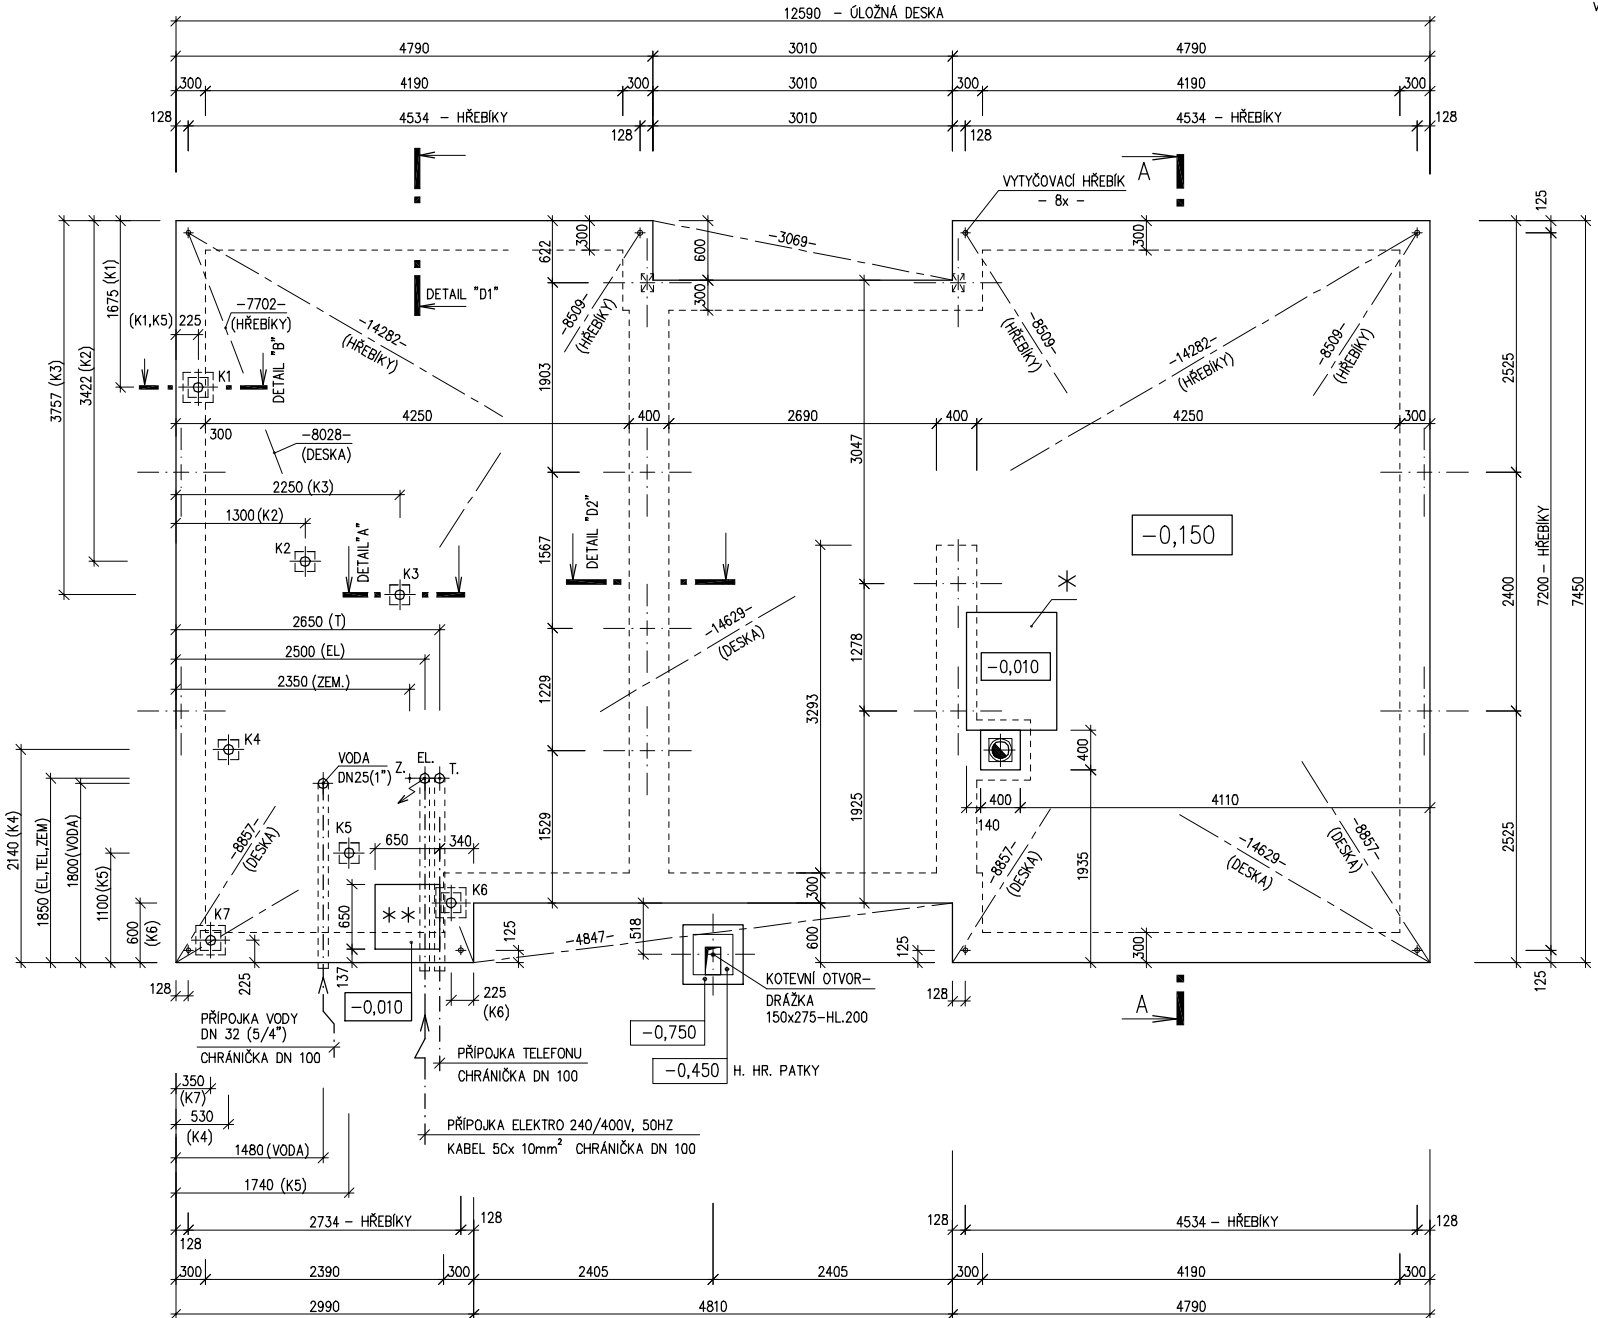 12590 - ÚLOŽNÁ DESKA
V
4790 3010 4790
300 4190 300 3010 300 4190 300
128 4534 - HŘEBÍKY 128 3010 128 4534 - HŘEBÍKY 128
A
VYTYČOVACÍ HŘEBÍK
- 8x -
125
300 622 600 -3069- 300
300
DETAIL "D1"
1675 (K1)
3422 (K2)
3757 (K3)
(K1,K5) 225
-7702-
(HŘEBÍKY)
-14282-
(HŘEBÍKY)
-8509-
(HŘEBÍKY)
-8509-
(HŘEBÍKY)
-14282-
(HŘEBÍKY)
-8509-
(HŘEBÍKY)
K1
DETAIL "B"
1903
2525
300 4250 400 2690 400 4250 300
-8028-
(DESKA)
3047
2250 (K3)
1300 (K2)
K2
DETAIL "A"
K3
1567
DETAIL "D2"
-0,150
2400
7200 - HŘEBÍKY
7450
2650 (T)
2500 (EL)
2350 (ZEM.)
-14629-
(DESKA)
1278
-0,010
1229
3293
K4
VODA
DN25(1")
Z. EL. T.
400
2140 (K4)
1850 (EL,TEL,ZEM)
1800 (VODA)
1100 (K5)
600
(K6)
-8857-
(DESKA)
K5
650 340
1529
1925
400 4110
140
-8857-
(DESKA)
1935
-14629-
(DESKA)
-8857-
(DESKA)
2525
K7
650
K6
300
518
600
125
-4847-
125
300
125
128
225
137
-0,010
225
(K6)
128
KOTEVNÍ OTVOR-
DRÁŽKA
150x275-HL.200
-0,750
-0,450 H. HR. PATKY
A
PŘÍPOJKA VODY
DN 32 (5/4")
CHRÁNIČKA DN 100
PŘÍPOJKA TELEFONU
CHRÁNIČKA DN 100
350
(K7)
530
(K4)
PŘÍPOJKA ELEKTRO 240/400V, 50HZ
KABEL 5Cx 10mm² CHRÁNIČKA DN 100
1480 (VODA)
1740 (K5)
128 2734 - HŘEBÍKY 128 128 4534 - HŘEBÍKY 128
300 2390 300 2405 2405 300 4190 300
2990 4810 4790